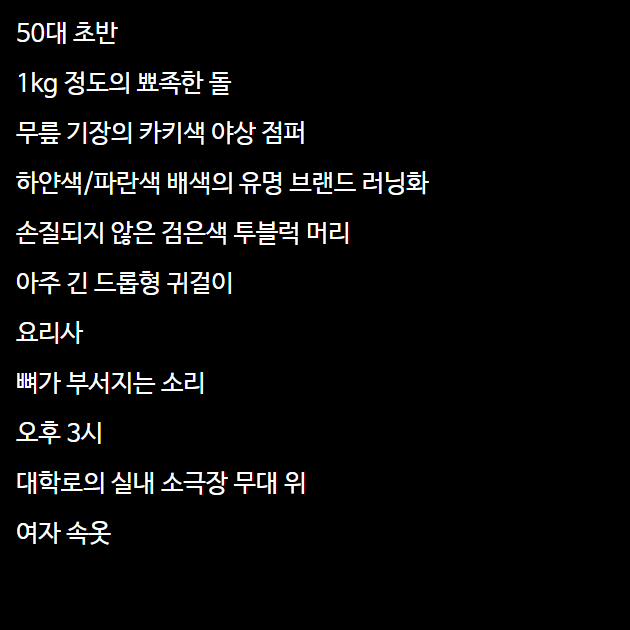 50대 초반
1kg 정도의 뾰족한 돌
무릎 기장의 카키색 야상 점퍼
하얀색/파란색 배색의 유명 브랜드 러닝화
손질되지 않은 검은색 투블럭 머리
아주 긴 드롭형 귀걸이
요리사
뼈가 부서지는 소리
오후 3시
대학로의 실내 소극장 무대 위
여자 속옷